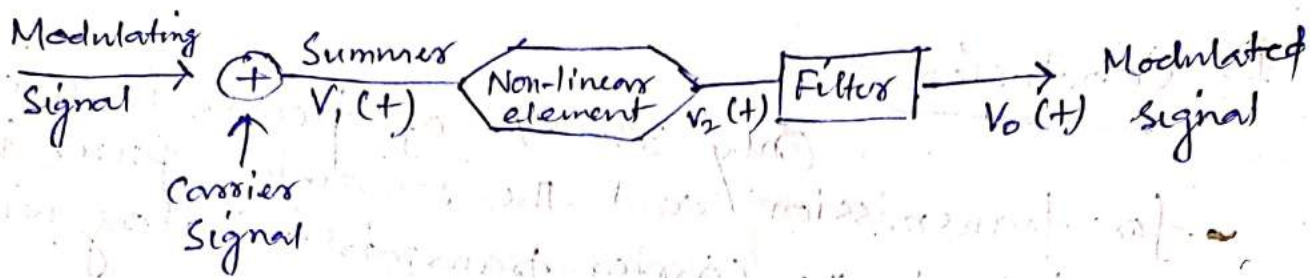 Modulating
Signal
+
Summer
V₁(t)
Carrier
Signal
Non-linear
element
v₂(t)
Filter
V₀(t)
Modulated
signal